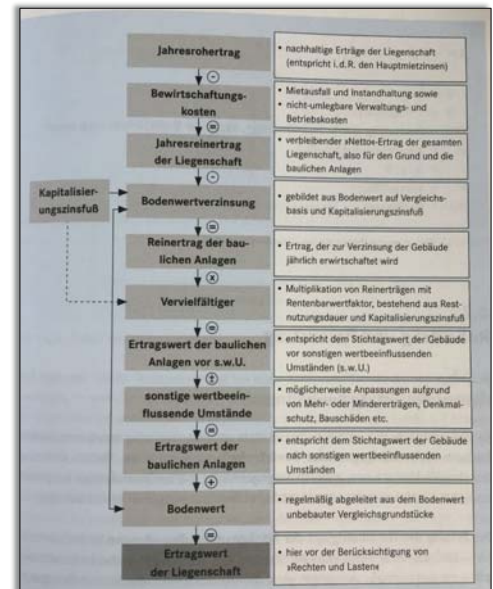 Jahresrohertrag
• nachhaltige Erträge der Liegenschaft
(entspricht i.d.R. den Hauptmietzinsen)
⊖
Bewirtschaftungs-
kosten
• Mietausfall und Instandhaltung sowie
• nicht-umlegbare Verwaltungs- und
Betriebskosten
⊜
Jahresreinertrag
der Liegenschaft
• verbleibender »Netto«-Ertrag der gesamten
Liegenschaft, also für den Grund und die
baulichen Anlagen
⊖
Kapitalisier-
ungszinsfuß
Bodenwertverzinsung
• gebildet aus Bodenwert auf Vergleichs-
basis und Kapitalisierungszinsfuß
⊜
Reinertrag der bau-
lichen Anlagen
• Ertrag, der zur Verzinsung der Gebäude
jährlich erwirtschaftet wird
ⓧ
Vervielfältiger
• Multiplikation von Reinerträgen mit
Rentenbarwertfaktor, bestehend aus Rest-
nutzungsdauer und Kapitalisierungszinsfuß
⊜
Ertragswert der baulichen
Anlagen vor s.w.U.
• entspricht dem Stichtagswert der Gebäude
vor sonstigen wertbeeinflussenden
Umständen (s.w.U.)
sonstige wertbeein-
flussende Umstände
• möglicherweise Anpassungen aufgrund
von Mehr- oder Mindererträgen, Denkmal-
schutz, Bauschäden etc.
⊜
Ertragswert der
baulichen Anlagen
• entspricht dem Stichtagswert der Gebäude
nach sonstigen wertbeeinflussenden
Umständen
⊕
Bodenwert
• regelmäßig abgeleitet aus dem Bodenwert
unbebauter Vergleichsgrundstücke
⊜
Ertragswert
der Liegenschaft
• hier vor der Berücksichtigung von
»Rechten und Lasten«